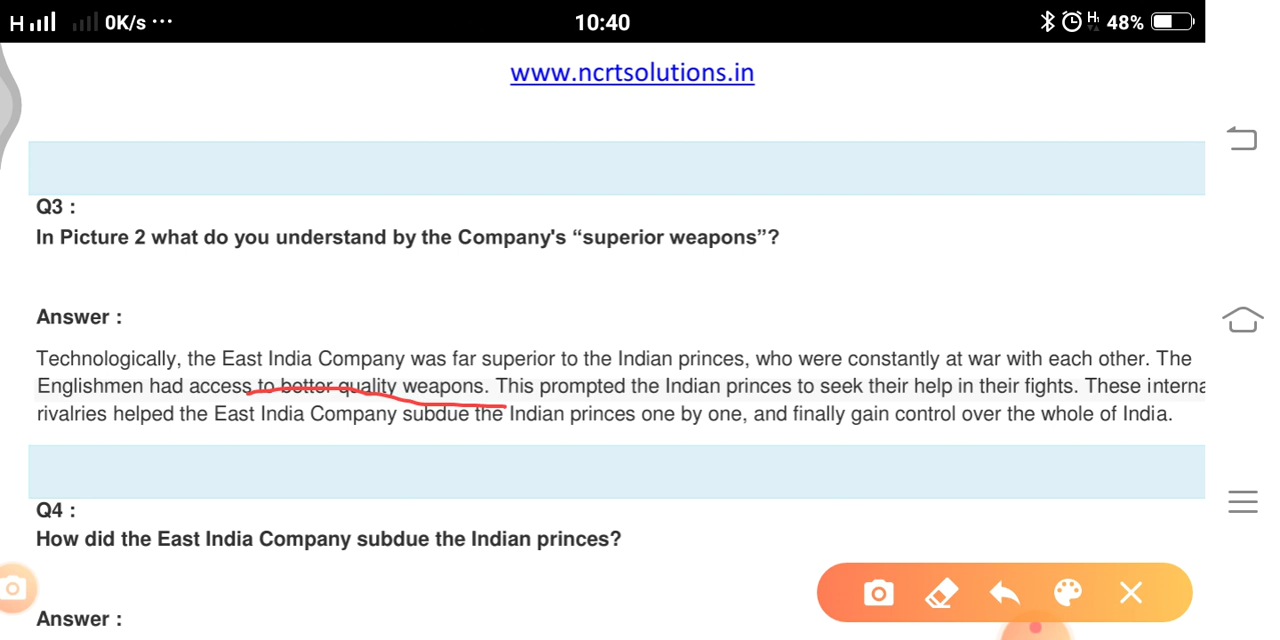 H 0K/s ... 10:40 H 48%
www.ncrtsolutions.in
Q3 :
In Picture 2 what do you understand by the Company's “superior weapons”?
Answer :
Technologically, the East India Company was far superior to the Indian princes, who were constantly at war with each other. The
Englishmen had access to better quality weapons. This prompted the Indian princes to seek their help in their fights. These interna
rivalries helped the East India Company subdue the Indian princes one by one, and finally gain control over the whole of India.
Q4 :
How did the East India Company subdue the Indian princes?
Answer :